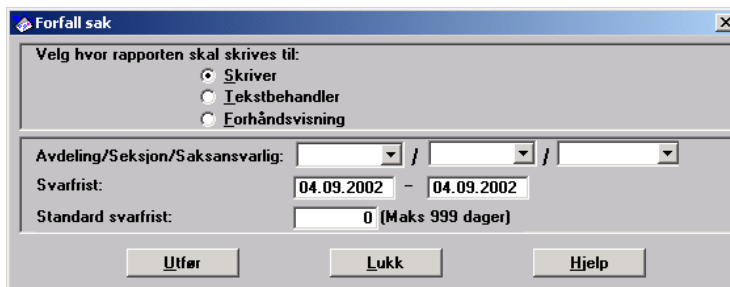 Forfall sak
Velg hvor rapporten skal skrives til:
Skriver
Tekstbehandler
Forhåndsvisning
Avdeling/Seksjon/Saksansvarlig: / /
Svarfrist: 04.09.2002 - 04.09.2002
Standard svarfrist: 0 (Maks 999 dager)
Utfør Lukk Hjelp